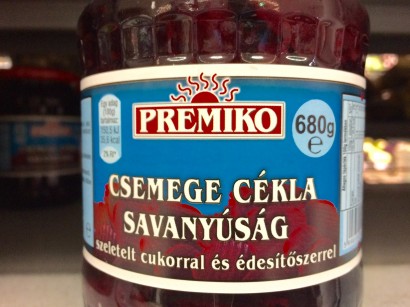 PREMIKO
680g
e
CSEMEGE CÉKLA
SAVANYÚSÁG
szeletelt cukorral és édesítőszerrel